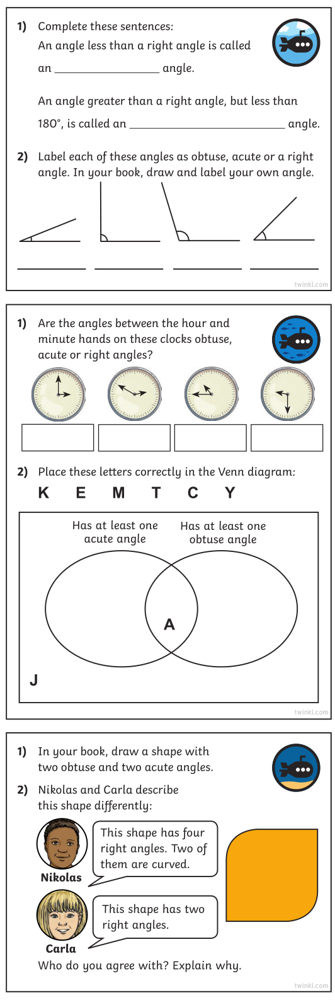 1) Complete these sentences:
An angle less than a right angle is called
an ____________ angle.
An angle greater than a right angle, but less than
180°, is called an ____________ angle.
2) Label each of these angles as obtuse, acute or a right
angle. In your book, draw and label your own angle.
twinkl.com
1) Are the angles between the hour and
minute hands on these clocks obtuse,
acute or right angles?
2) Place these letters correctly in the Venn diagram:
K E M T C Y
Has at least one
acute angle
Has at least one
obtuse angle
A
J
twinkl.com
1) In your book, draw a shape with
two obtuse and two acute angles.
2) Nikolas and Carla describe
this shape differently:
This shape has four
right angles. Two of
them are curved.
Nikolas
This shape has two
right angles.
Carla
Who do you agree with? Explain why.
twinkl.com